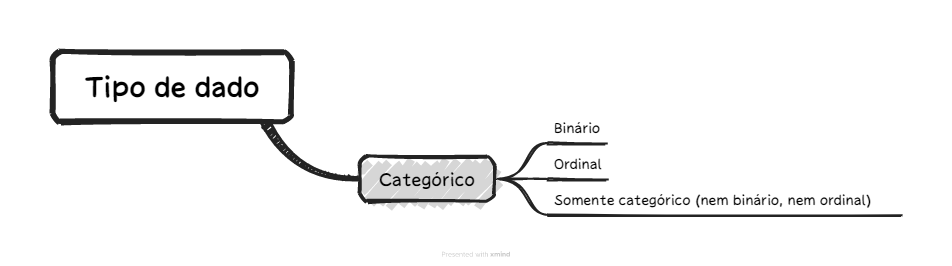 Tipo de dado
Categórico
Binário
Ordinal
Somente categórico (nem binário, nem ordinal)
Presented with xmind